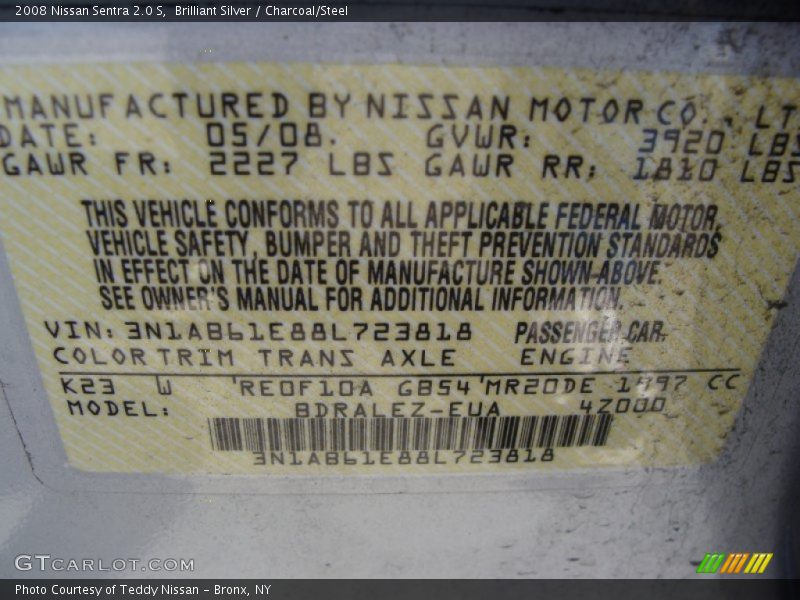 2008 Nissan Sentra 2.0 S,  Brilliant Silver / Charcoal/Steel
MANUFACTURED BY NISSAN MOTOR CO., LT
DATE: 05/08. GVWR: 3920 LBS
GAWR FR: 2227 LBS GAWR RR: 1810 LBS
THIS VEHICLE CONFORMS TO ALL APPLICABLE FEDERAL MOTOR,
VEHICLE SAFETY, BUMPER AND THEFT PREVENTION STANDARDS
IN EFFECT ON THE DATE OF MANUFACTURE SHOWN ABOVE.
SEE OWNER'S MANUAL FOR ADDITIONAL INFORMATION.
VIN: 3N1AB61E88L723818 PASSENGER CAR.
COLOR TRIM TRANS AXLE ENGINE
K23 W 'RE0F10A GB54'MR20DE 1997 CC
MODEL: BDRALEZ-EUA 4Z000
3N1AB61E88L723818
GTCARLOT.COM
Photo Courtesy of Teddy Nissan - Bronx, NY